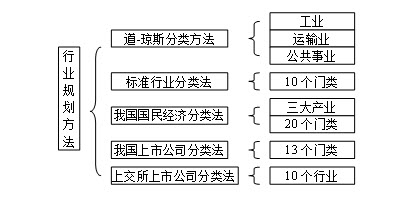 行业规划方法
道-琼斯分类方法
工业
运输业
公共事业
标准行业分类法
10个门类
我国国民经济分类法
三大产业
20个门类
我国上市公司分类法
13个门类
上交所上市公司分类法
10个行业